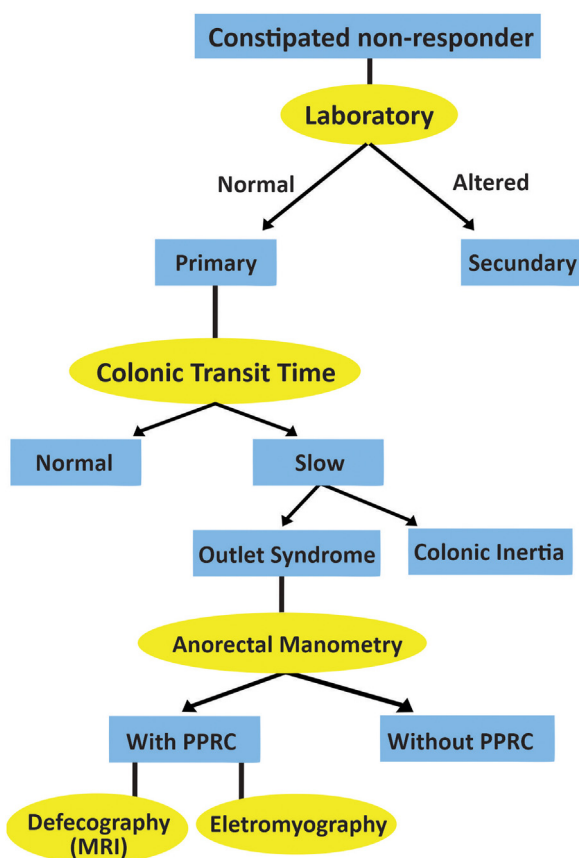 Constipated non-responder
Laboratory
Normal
Altered
Primary
Secundary
Colonic Transit Time
Normal
Slow
Outlet Syndrome
Colonic Inertia
Anorectal Manometry
With PPRC
Without PPRC
Defecography
(MRI)
Eletromyography